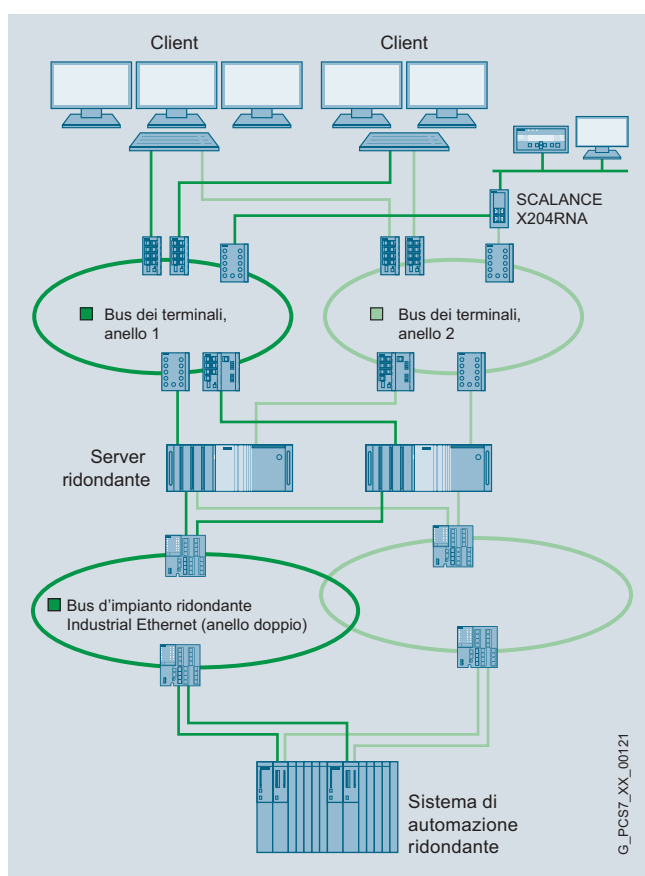 Client
Client
SCALANCE
X204RNA
Bus dei terminali,
anello 1
Bus dei terminali,
anello 2
Server
ridondante
Bus d'impianto ridondante
Industrial Ethernet (anello doppio)
Sistema di
automazione
ridondante
G_PCS7_XX_00121